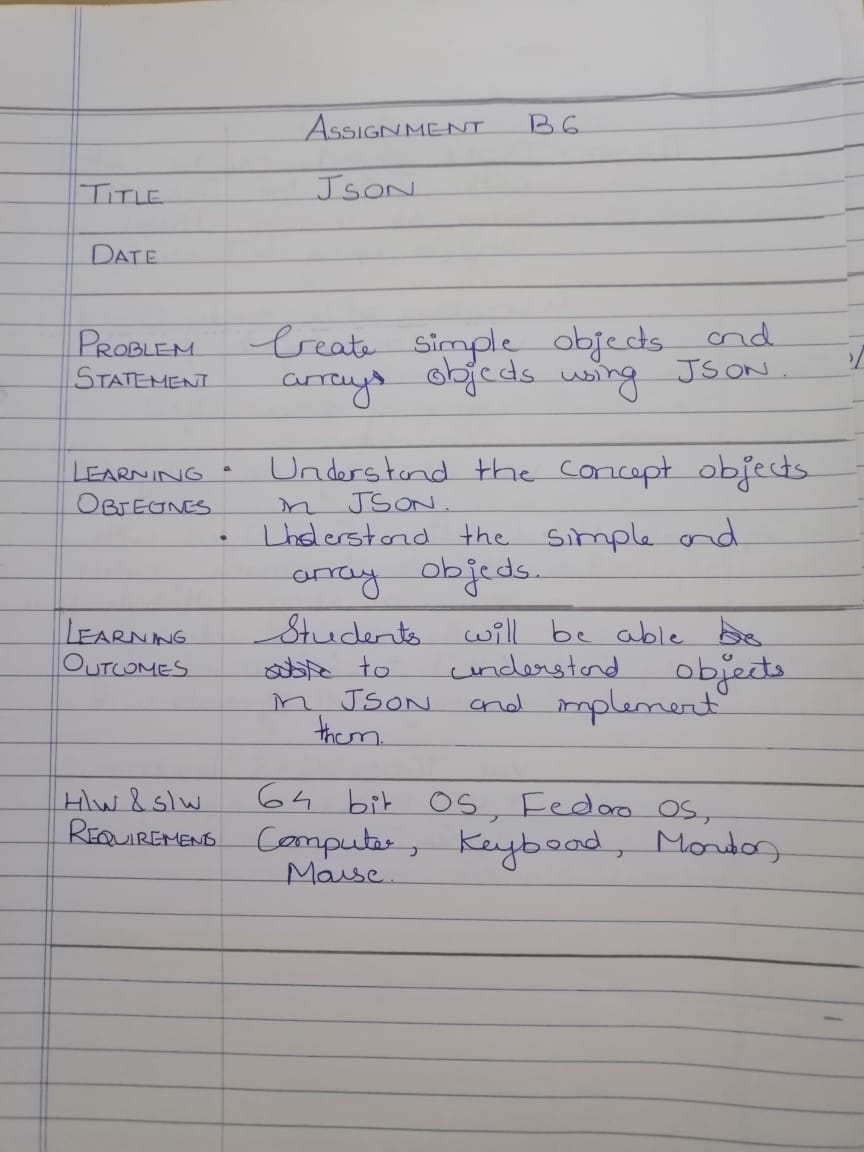 ASSIGNMENT B6
TITLE JSON
DATE
PROBLEM Create simple objects and
STATEMENT arrays objects using JSON.
LEARNING • Understand the concept objects
OBJECTIVES in JSON.
• Understand the simple and
array objects.
LEARNING Students will be able
OUTCOMES to understand objects
in JSON and implement
them.
H/W & S/W 64 bit OS, Fedora OS,
REQUIREMENTS Computer, Keyboard, Monitor,
Mouse.